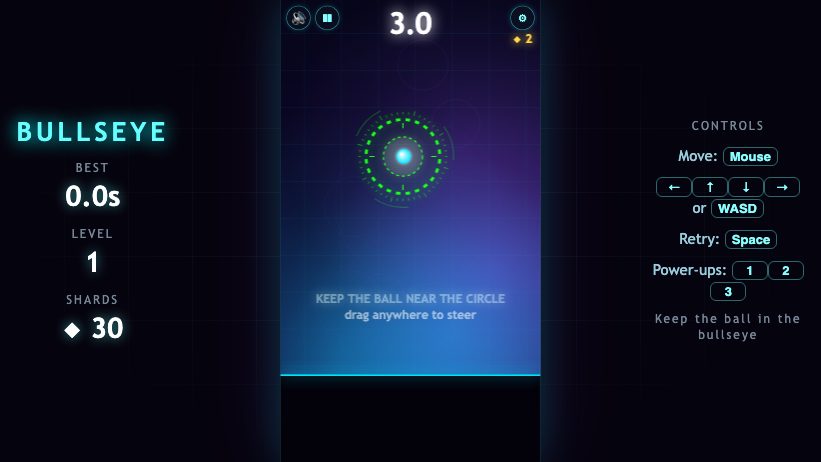 3.0
◆ 2
BULLSEYE
BEST
0.0s
LEVEL
1
SHARDS
◆ 30
KEEP THE BALL NEAR THE CIRCLE
drag anywhere to steer
CONTROLS
Move: Mouse
← ↑ ↓ →
or WASD
Retry: Space
Power-ups: 1 2
3
Keep the ball in the
bullseye